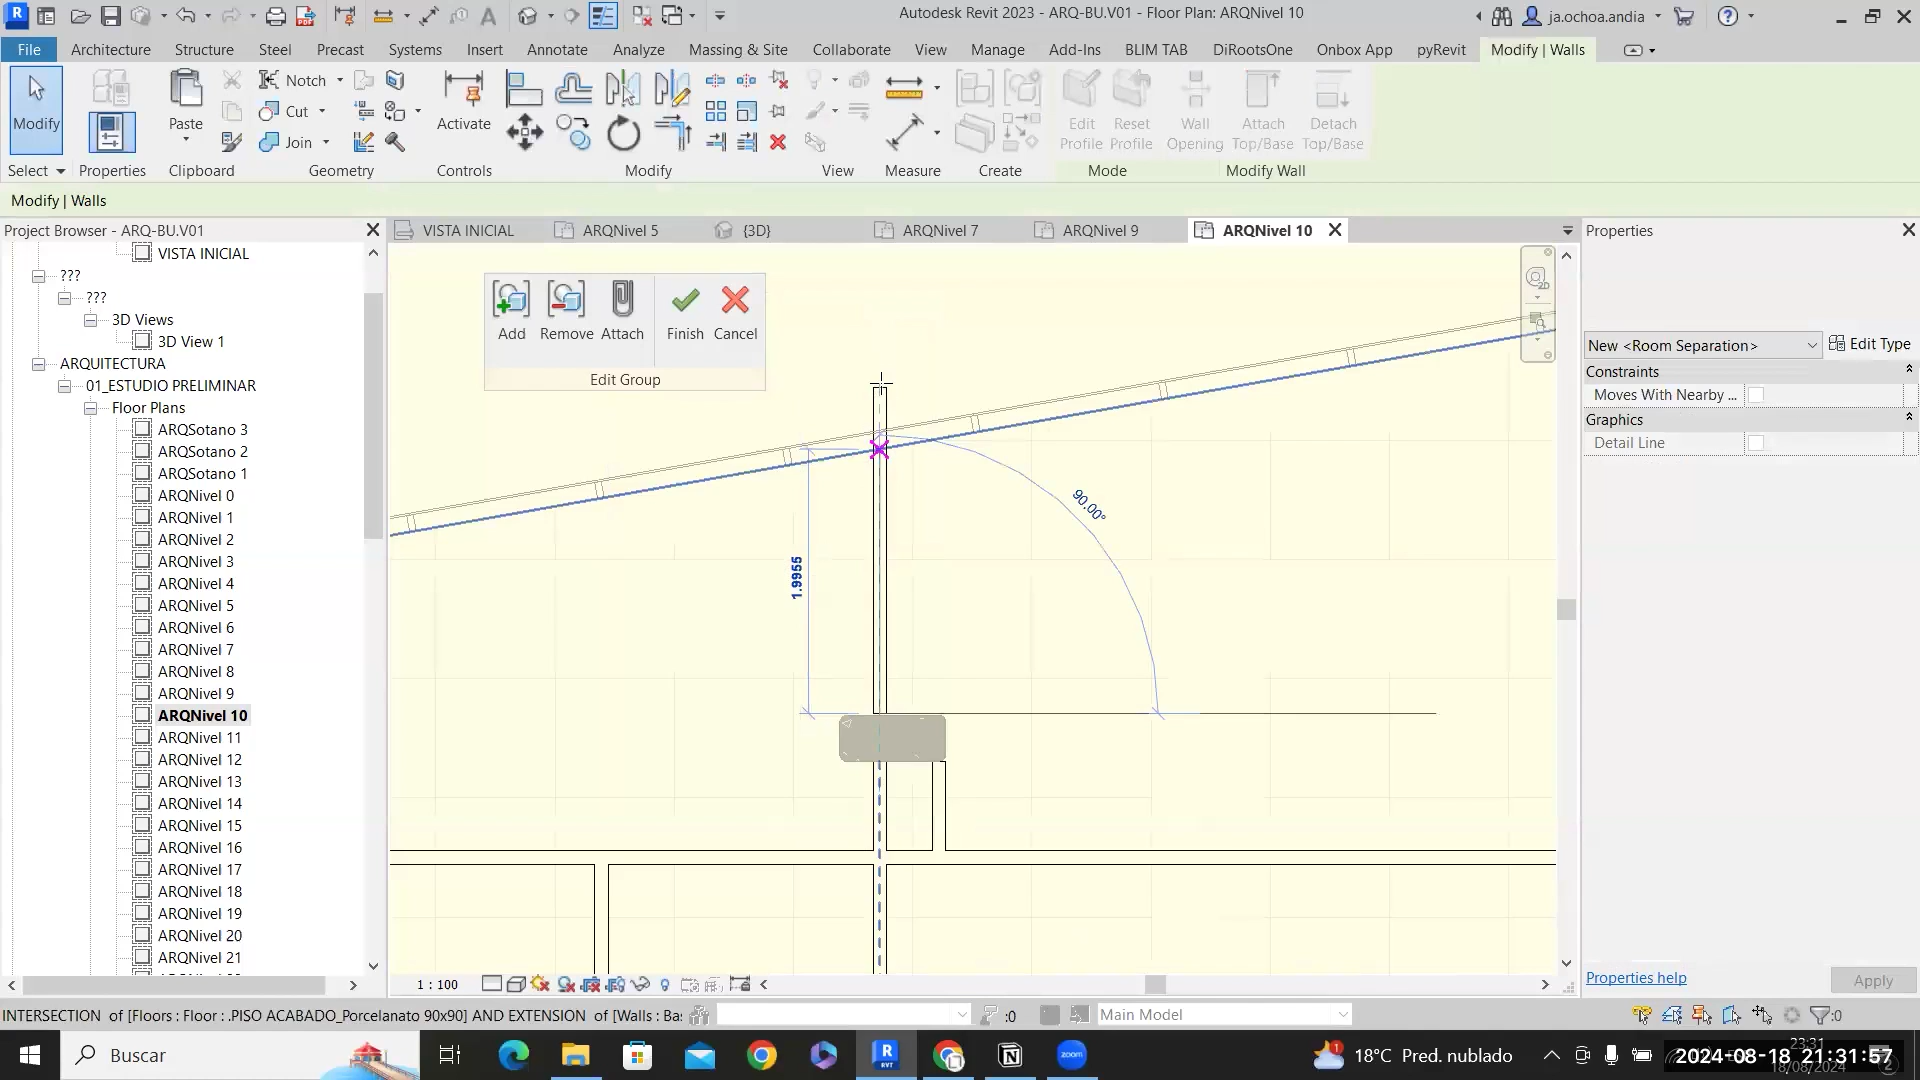 Autodesk Revit 2023 - ARQ-BU.V01 - Floor Plan: ARQNivel 10
ja.ochoa.andia
File
Architecture
Structure
Steel
Precast
Systems
Insert
Annotate
Analyze
Massing & Site
Collaborate
View
Manage
Add-Ins
BLIM TAB
DiRootsOne
Onbox App
pyRevit
Modify | Walls
Modify
Paste
Notch
Cut
Join
Activate
Edit Profile
Reset Profile
Wall Opening
Attach Top/Base
Detach Top/Base
Select
Properties
Clipboard
Geometry
Controls
Modify
View
Measure
Create
Mode
Modify Wall
Modify | Walls
Project Browser - ARQ-BU.V01
VISTA INICIAL
ARQNivel 5
{3D}
ARQNivel 7
ARQNivel 9
ARQNivel 10
Properties
VISTA INICIAL
???
???
3D Views
3D View 1
ARQUITECTURA
01_ESTUDIO PRELIMINAR
Floor Plans
ARQSotano 3
ARQSotano 2
ARQSotano 1
ARQNivel 0
ARQNivel 1
ARQNivel 2
ARQNivel 3
ARQNivel 4
ARQNivel 5
ARQNivel 6
ARQNivel 7
ARQNivel 8
ARQNivel 9
ARQNivel 10
ARQNivel 11
ARQNivel 12
ARQNivel 13
ARQNivel 14
ARQNivel 15
ARQNivel 16
ARQNivel 17
ARQNivel 18
ARQNivel 19
ARQNivel 20
ARQNivel 21
Add
Remove
Attach
Finish
Cancel
Edit Group
90.00°
1.9955
2D
New <Room Separation>
Edit Type
Constraints
Moves With Nearby ...
Graphics
Detail Line
Properties help
Apply
1 : 100
INTERSECTION of [Floors : Floor : .PISO ACABADO_Porcelanato 90x90] AND EXTENSION of [Walls : Ba:
:0
Main Model
:0
Buscar
RVT
zoom
18°C Pred. nublado
23:31
2024-08-18 21:31:57
18/08/2024